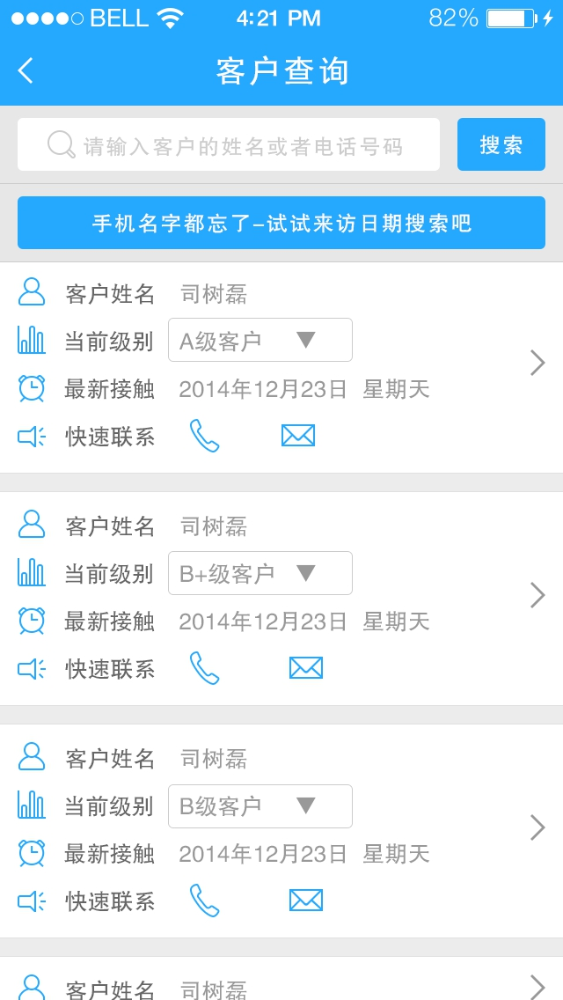 BELL 4:21 PM 82%
客户查询
请输入客户的姓名或者电话号码 搜索
手机名字都忘了-试试来访日期搜索吧
客户姓名 司树磊
当前级别 A级客户
最新接触 2014年12月23日 星期天
快速联系
客户姓名 司树磊
当前级别 B+级客户
最新接触 2014年12月23日 星期天
快速联系
客户姓名 司树磊
当前级别 B级客户
最新接触 2014年12月23日 星期天
快速联系
客户姓名 司树磊